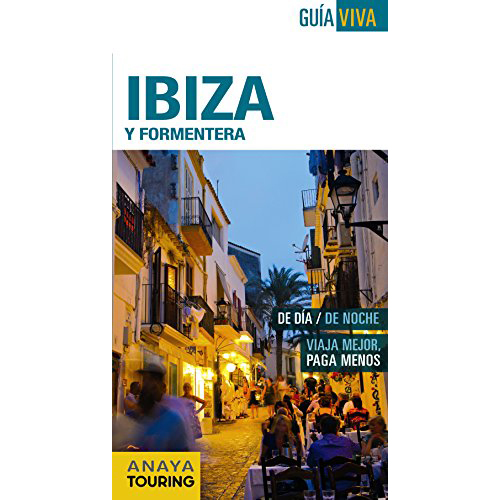 GUÍA VIVA
IBIZA
Y FORMENTERA
DE DÍA / DE NOCHE
VIAJA MEJOR,
PAGA MENOS
ANAYA
TOURING